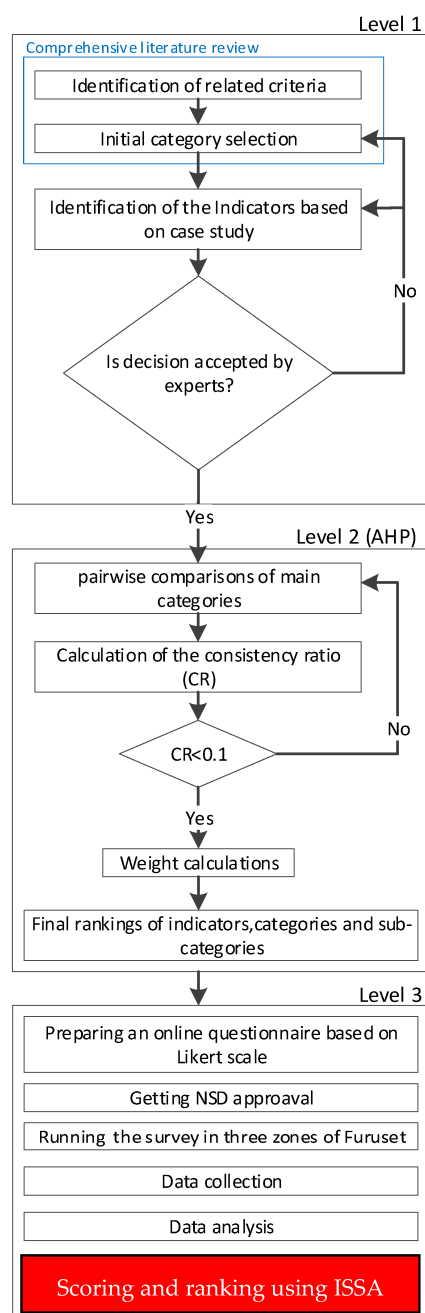 Level 1
Comprehensive literature review
Identification of related criteria
Initial category selection
Identification of the Indicators based
on case study
No
Is decision accepted by
experts?
Yes
Level 2 (AHP)
pairwise comparisons of main
categories
Calculation of the consistency ratio
(CR)
No
CR<0.1
Yes
Weight calculations
Final rankings of indicators,categories and sub-
categories
Level 3
Preparing an online questionnaire based on
Likert scale
Getting NSD approaval
Running the survey in three zones of Furuset
Data collection
Data analysis
Scoring and ranking using ISSA